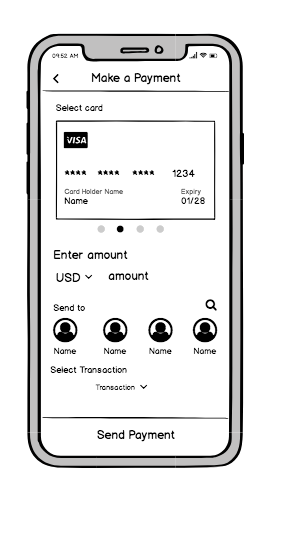 09:52 AM
Make a Payment
Select card
VISA
**** **** **** 1234
Card Holder Name Expiry
Name 01/28
Enter amount
USD amount
Send to
Name Name Name Name
Select Transaction
Transaction
Send Payment